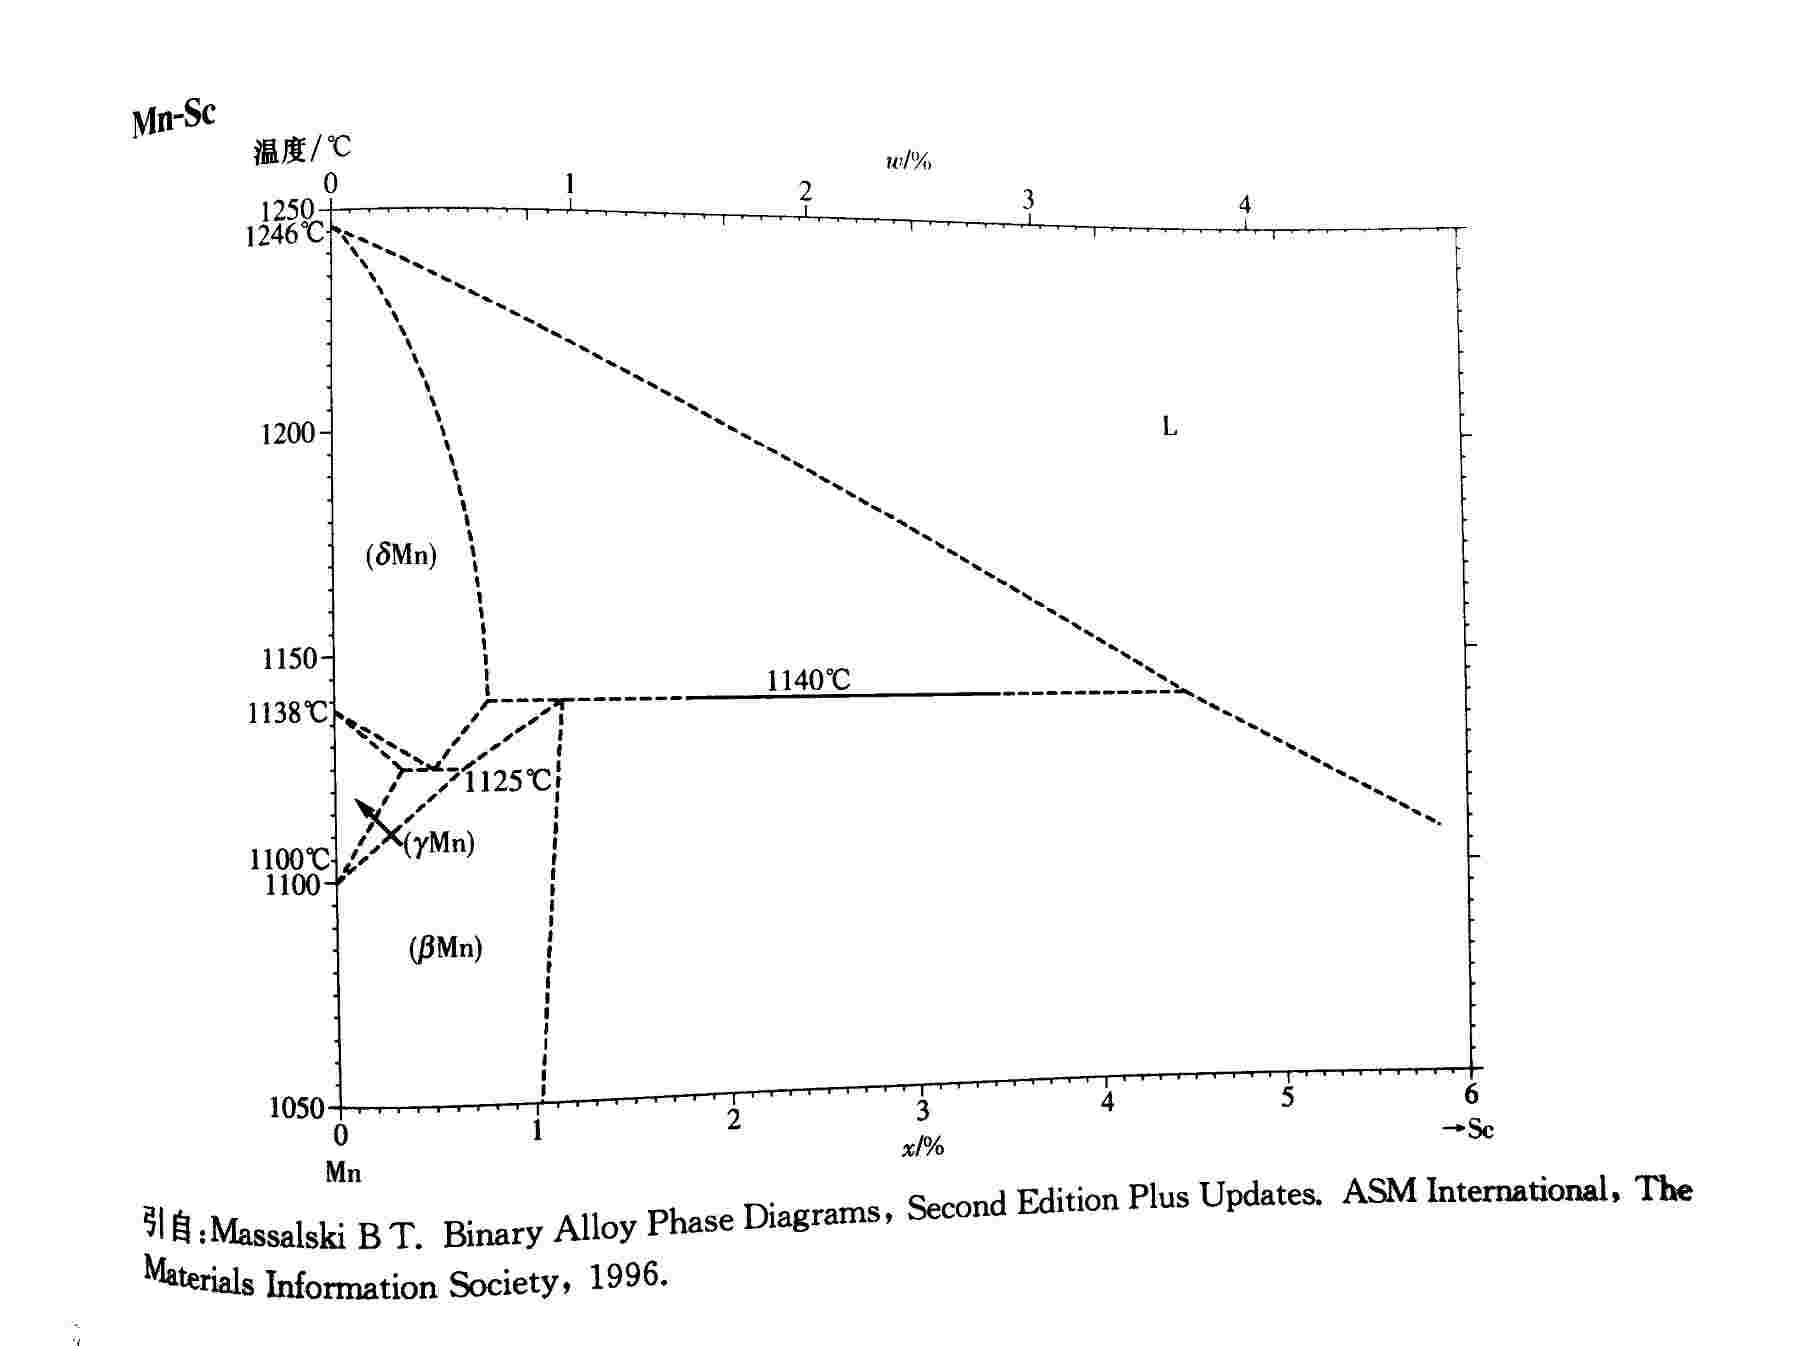 Mn-Sc
温度/℃
w/%
0 1 2 3 4
1250
1246℃
L
1200
(δMn)
1150
1140℃
1138℃
1125℃
(γMn)
1100℃
1100
(βMn)
1050
0 1 2 3 4 5 6
x/%
→Sc
Mn
引自:Massalski B T. Binary Alloy Phase Diagrams, Second Edition Plus Updates. ASM International, The
Materials Information Society, 1996.